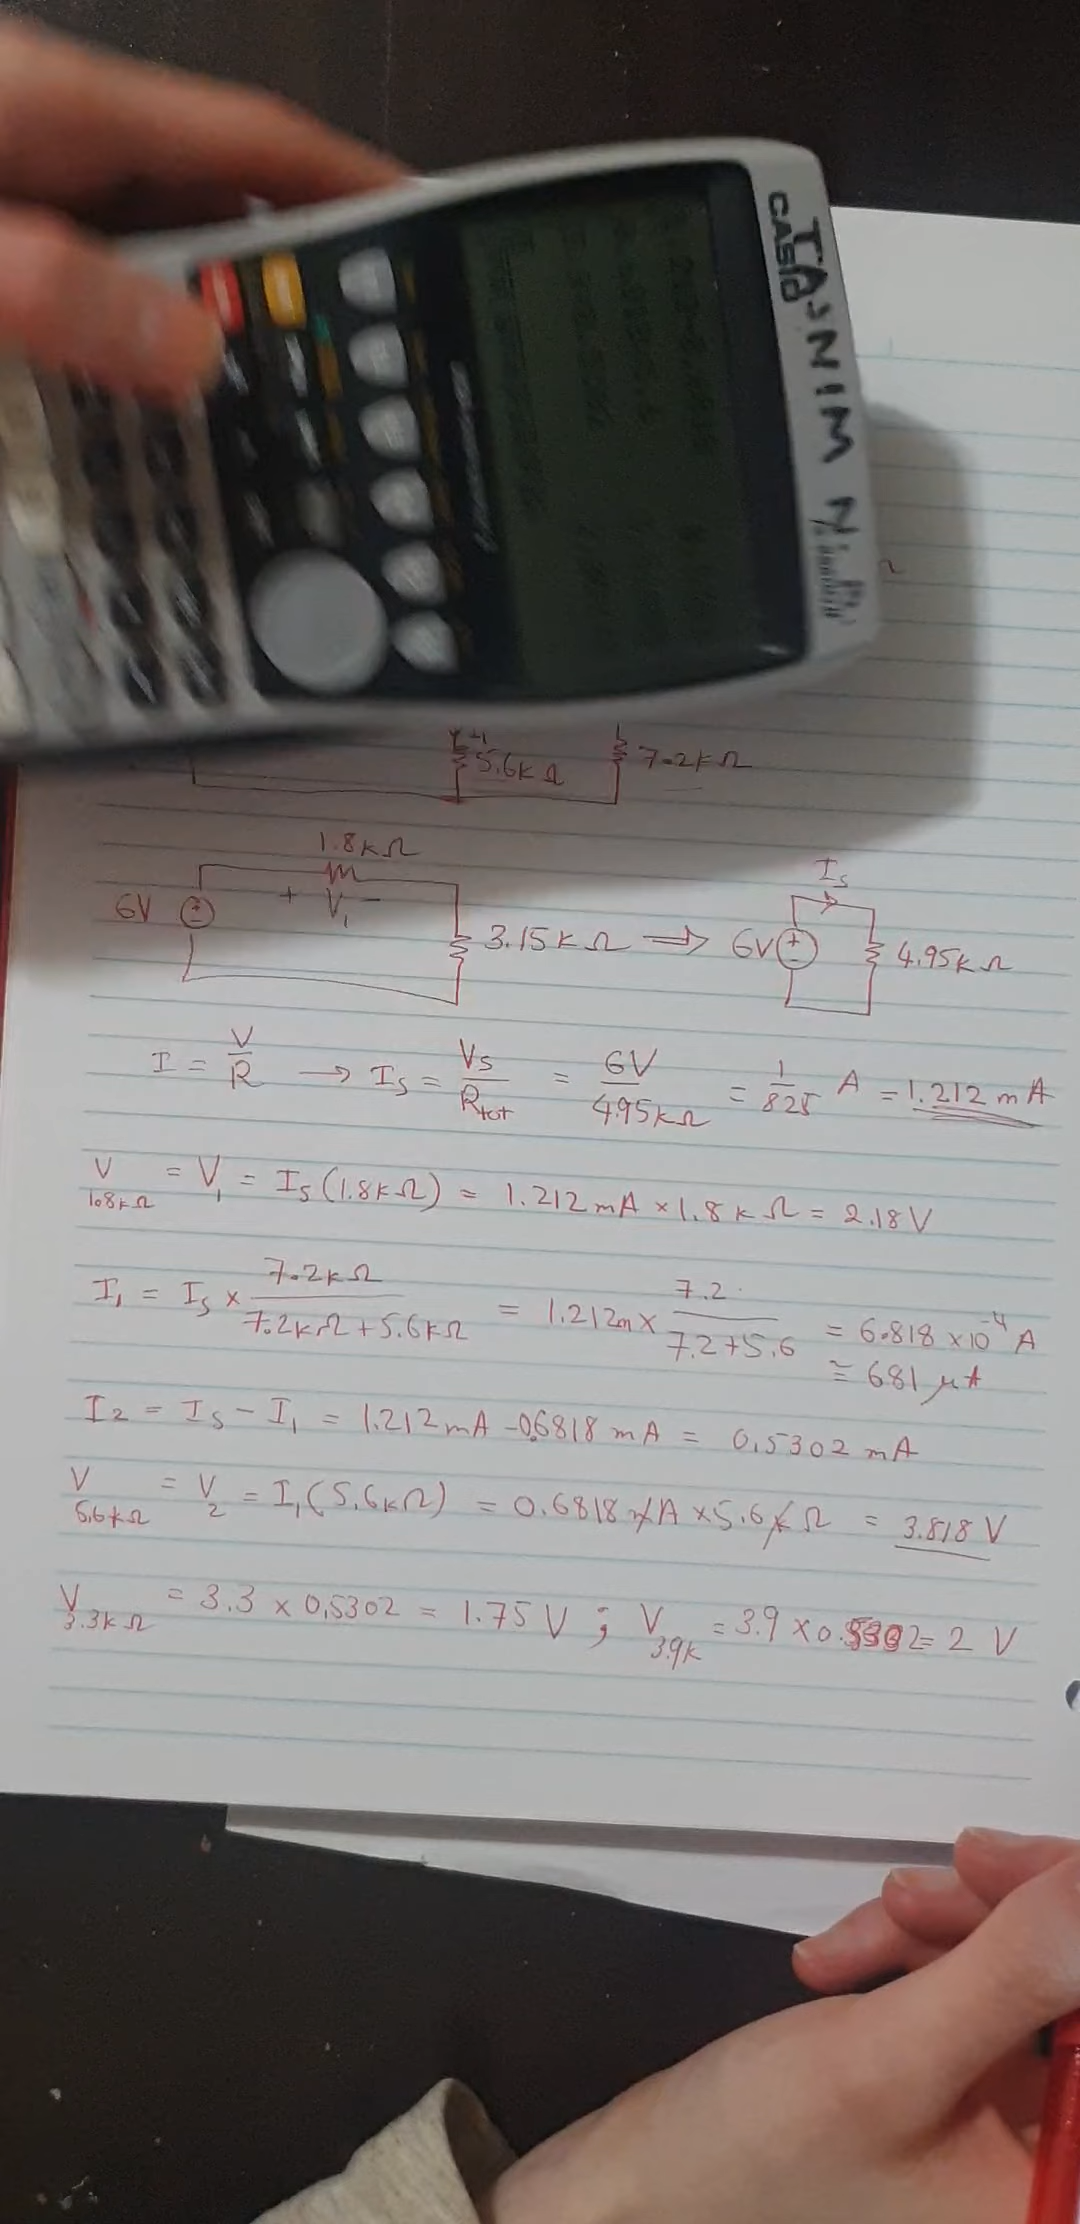 CASIO
TASNIM N.
5.6kΩ
7.2kΩ
1.8kΩ
6V
+ V₁ −
3.15kΩ ⇒ 6V
Iₛ
4.95kΩ
I = V/R → Iₛ = Vs/Rtot = 6V/4.95kΩ = 1/825 A = 1.212 mA
V1.8kΩ = V₁ = Iₛ(1.8kΩ) = 1.212 mA × 1.8kΩ = 2.18V
I₁ = Iₛ × 7.2kΩ/7.2kΩ+5.6kΩ = 1.212m × 7.2/7.2+5.6 = 6.818 ×10⁻⁴ A
≅ 681 μA
I₂ = Iₛ − I₁ = 1.212 mA − 0.6818 mA = 0.5302 mA
V5.6kΩ = V₂ = I₁(5.6kΩ) = 0.6818 mA × 5.6kΩ = 3.818 V
V3.3kΩ = 3.3 × 0.5302 = 1.75 V ; V3.9k = 3.9 × 0.5302 = 2 V